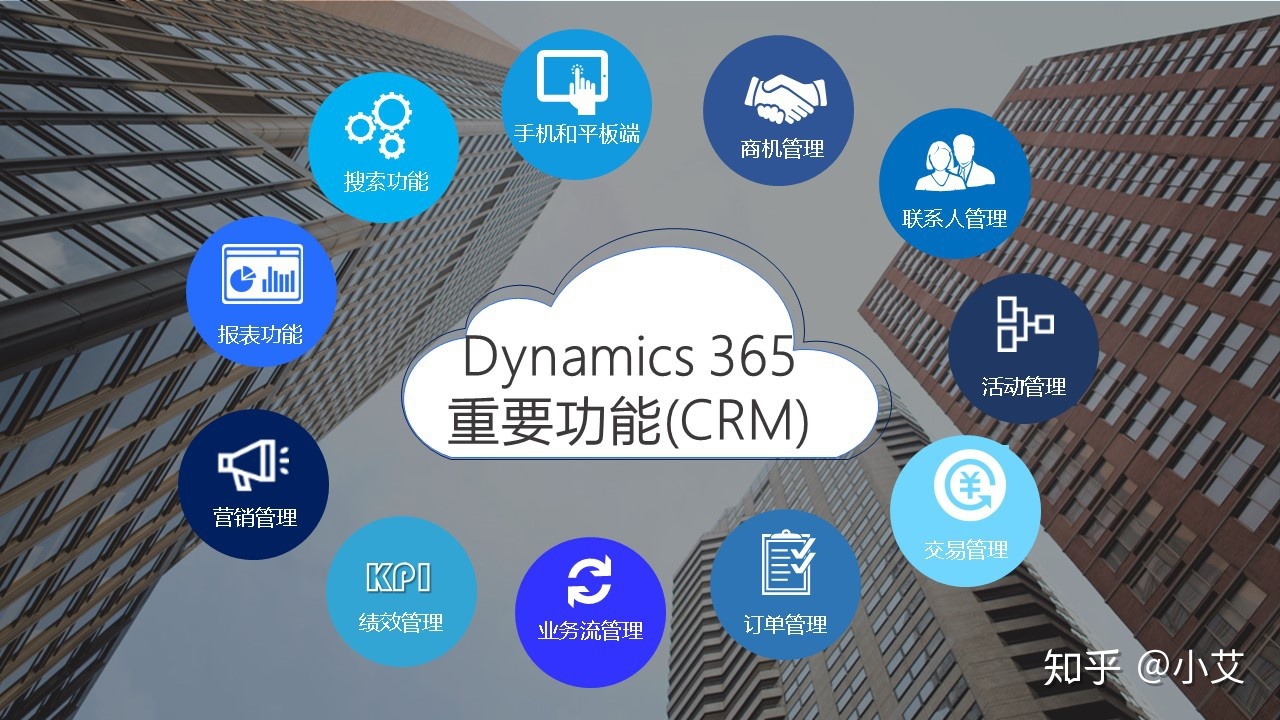 手机和平板端
商机管理
搜索功能
联系人管理
报表功能
活动管理
Dynamics 365
重要功能(CRM)
营销管理
交易管理
KPI
绩效管理
业务流管理
订单管理
知乎 @小艾